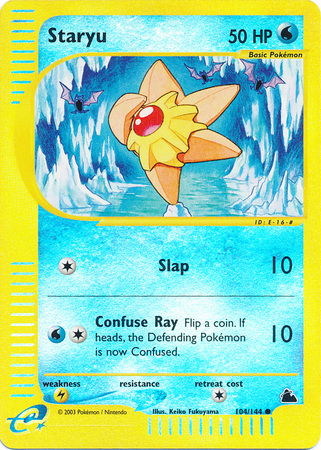 Staryu 50 HP
Basic Pokémon
ID: E-16-#
Slap 10
Confuse Ray Flip a coin. If
heads, the Defending Pokémon
is now Confused. 10
weakness resistance retreat cost
e
© 2003 Pokémon / Nintendo Illus. Keiko Fukuyama 104/144